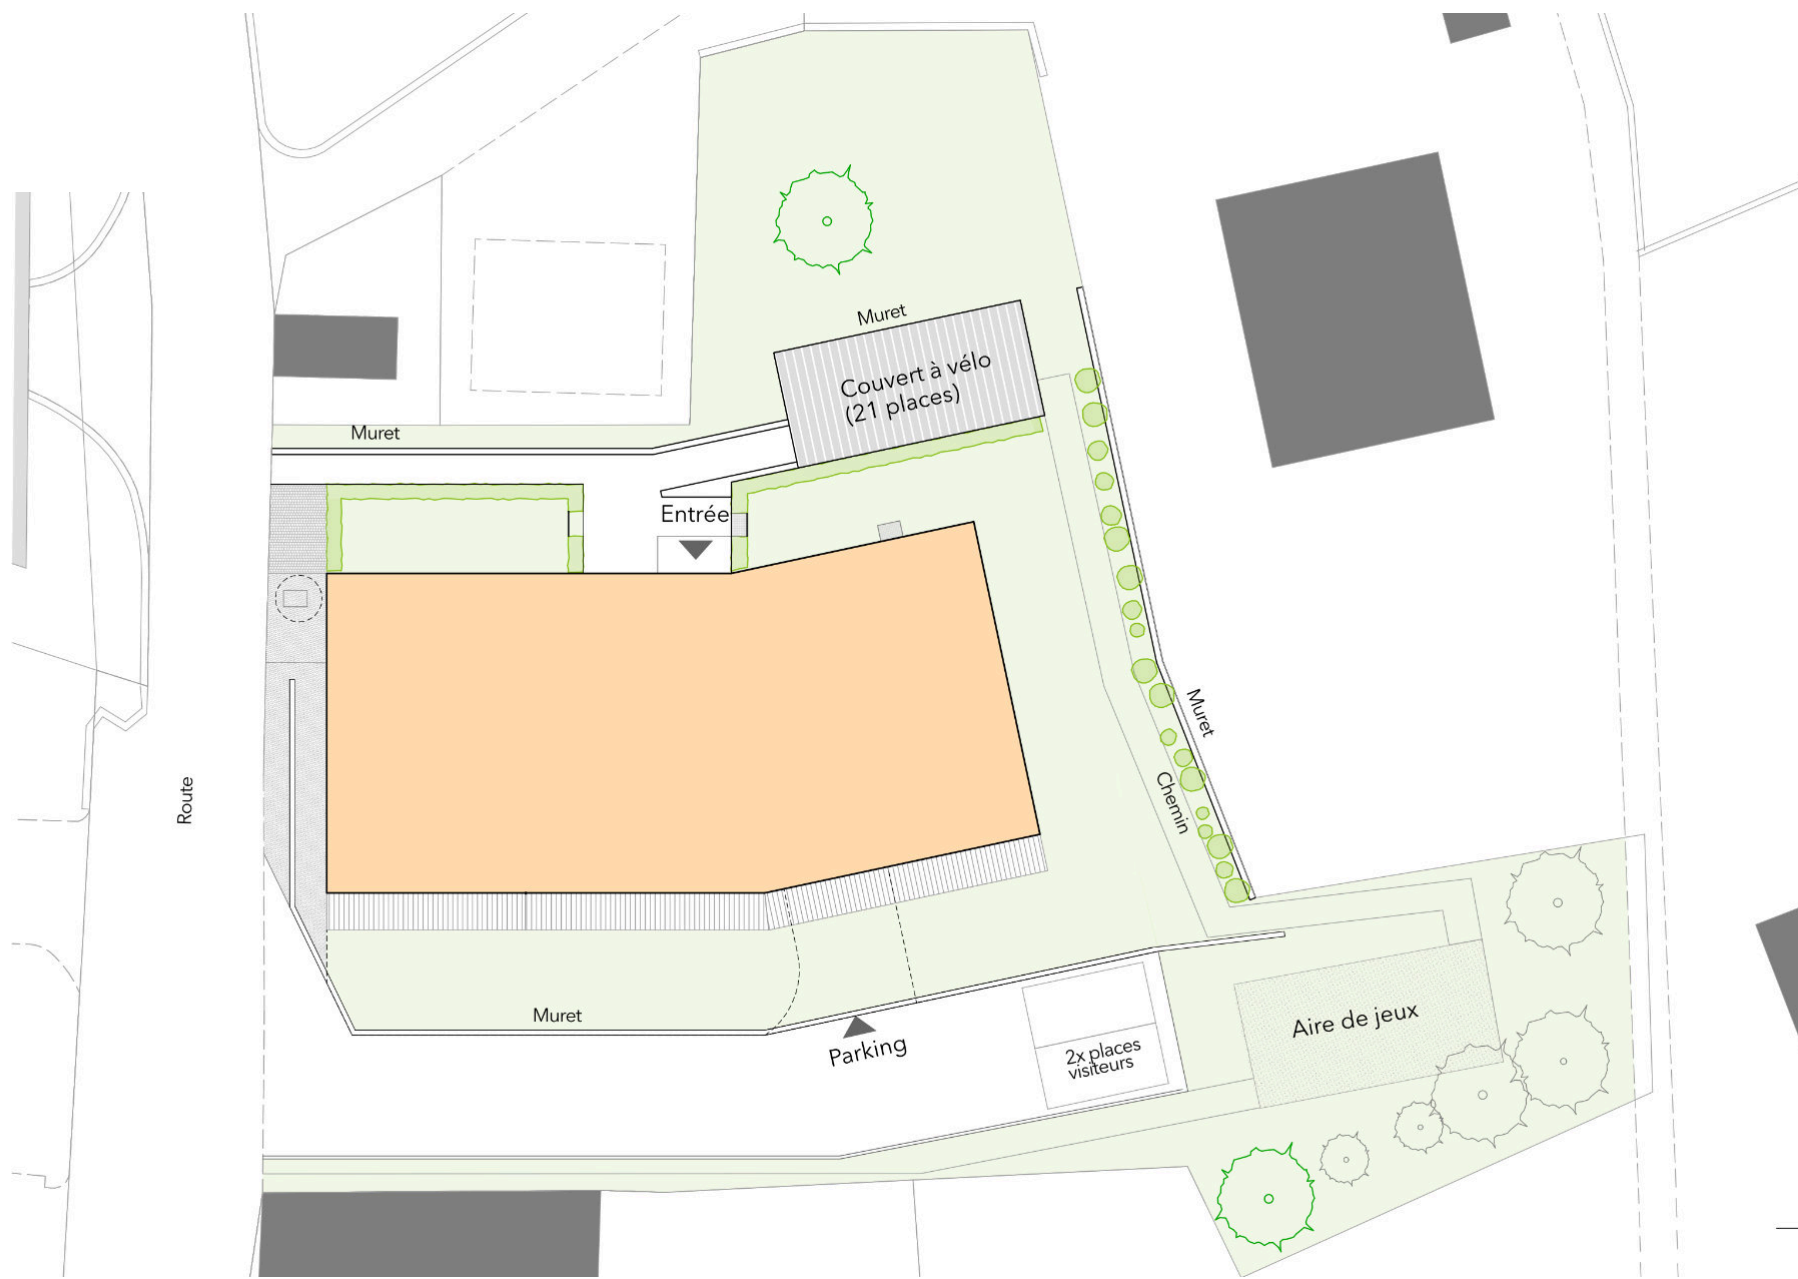 Muret
Couvert à vélo
(21 places)
Muret
Entrée
Muret
Route
Chemin
Muret
Parking
2x places
visiteurs
Aire de jeux